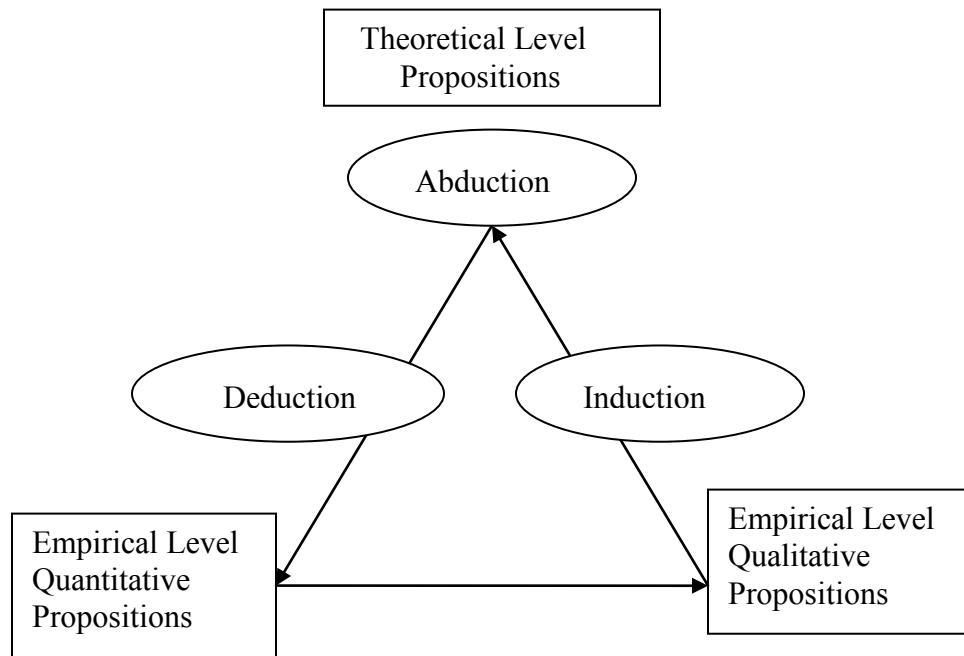 Theoretical Level
Propositions
Abduction
Deduction
Induction
Empirical Level
Quantitative
Propositions
Empirical Level
Qualitative
Propositions